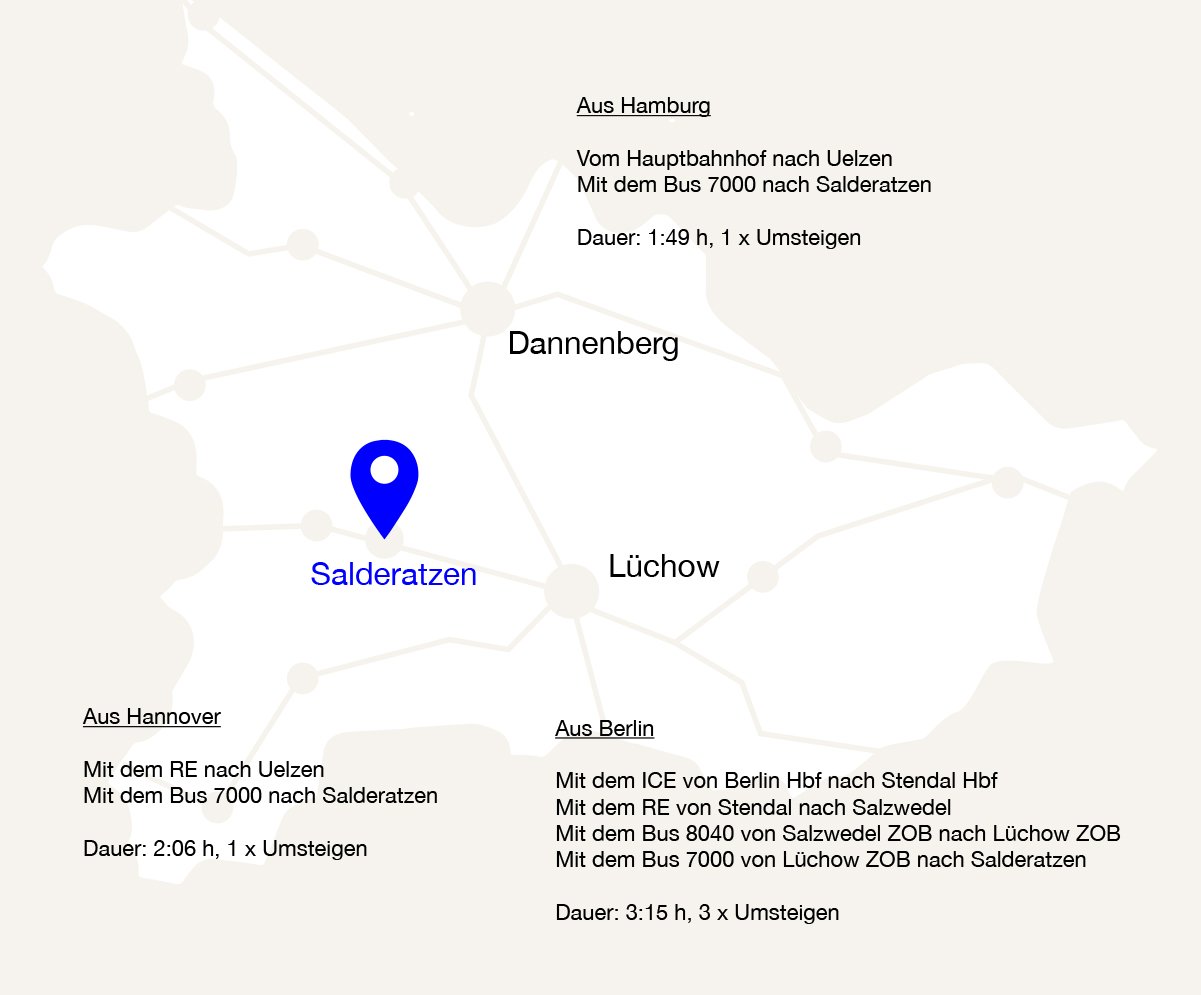 Aus Hamburg
Vom Hauptbahnhof nach Uelzen
Mit dem Bus 7000 nach Salderatzen
Dauer: 1:49 h, 1 x Umsteigen
Dannenberg
Lüchow
Salderatzen
Aus Hannover
Mit dem RE nach Uelzen
Mit dem Bus 7000 nach Salderatzen
Dauer: 2:06 h, 1 x Umsteigen
Aus Berlin
Mit dem ICE von Berlin Hbf nach Stendal Hbf
Mit dem RE von Stendal nach Salzwedel
Mit dem Bus 8040 von Salzwedel ZOB nach Lüchow ZOB
Mit dem Bus 7000 von Lüchow ZOB nach Salderatzen
Dauer: 3:15 h, 3 x Umsteigen